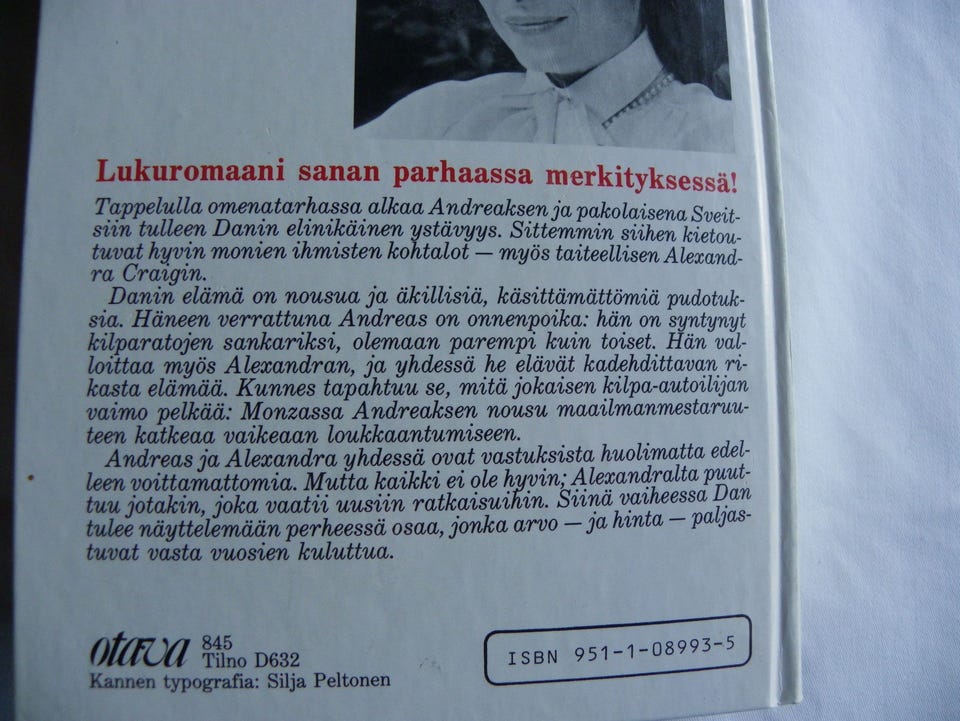 Lukuromaani sanan parhaassa merkityksessä!
Tappelulla omenatarhassa alkaa Andreaksen ja pakolaisena Sveit-
siin tulleen Danin elinikäinen ystävyys. Sittemmin siihen kietou-
tuvat hyvin monien ihmisten kohtalot — myös taiteellisen Alexand-
ra Craigin.
Danin elämä on nousua ja äkillisiä, käsittämättömiä pudotuk-
sia. Häneen verrattuna Andreas on onnenpoika: hän on syntynyt
kilparatojen sankariksi, olemaan parempi kuin toiset. Hän val-
loittaa myös Alexandran, ja yhdessä he elävät kadehdittavan ri-
kasta elämää. Kunnes tapahtuu se, mitä jokaisen kilpa-autoilijan
vaimo pelkää: Monzassa Andreaksen nousu maailmanmestaruu-
teen katkeaa vaikeaan loukkaantumiseen.
Andreas ja Alexandra yhdessä ovat vastuksista huolimatta edel-
leen voittamattomia. Mutta kaikki ei ole hyvin; Alexandralta puut-
tuu jotakin, joka vaatii uusiin ratkaisuihin. Siinä vaiheessa Dan
tulee näyttelemään perheessä osaa, jonka arvo — ja hinta — paljas-
tuvat vasta vuosien kuluttua.
otava 845
Tilno D632
Kannen typografia: Silja Peltonen
ISBN 951-1-08993-5